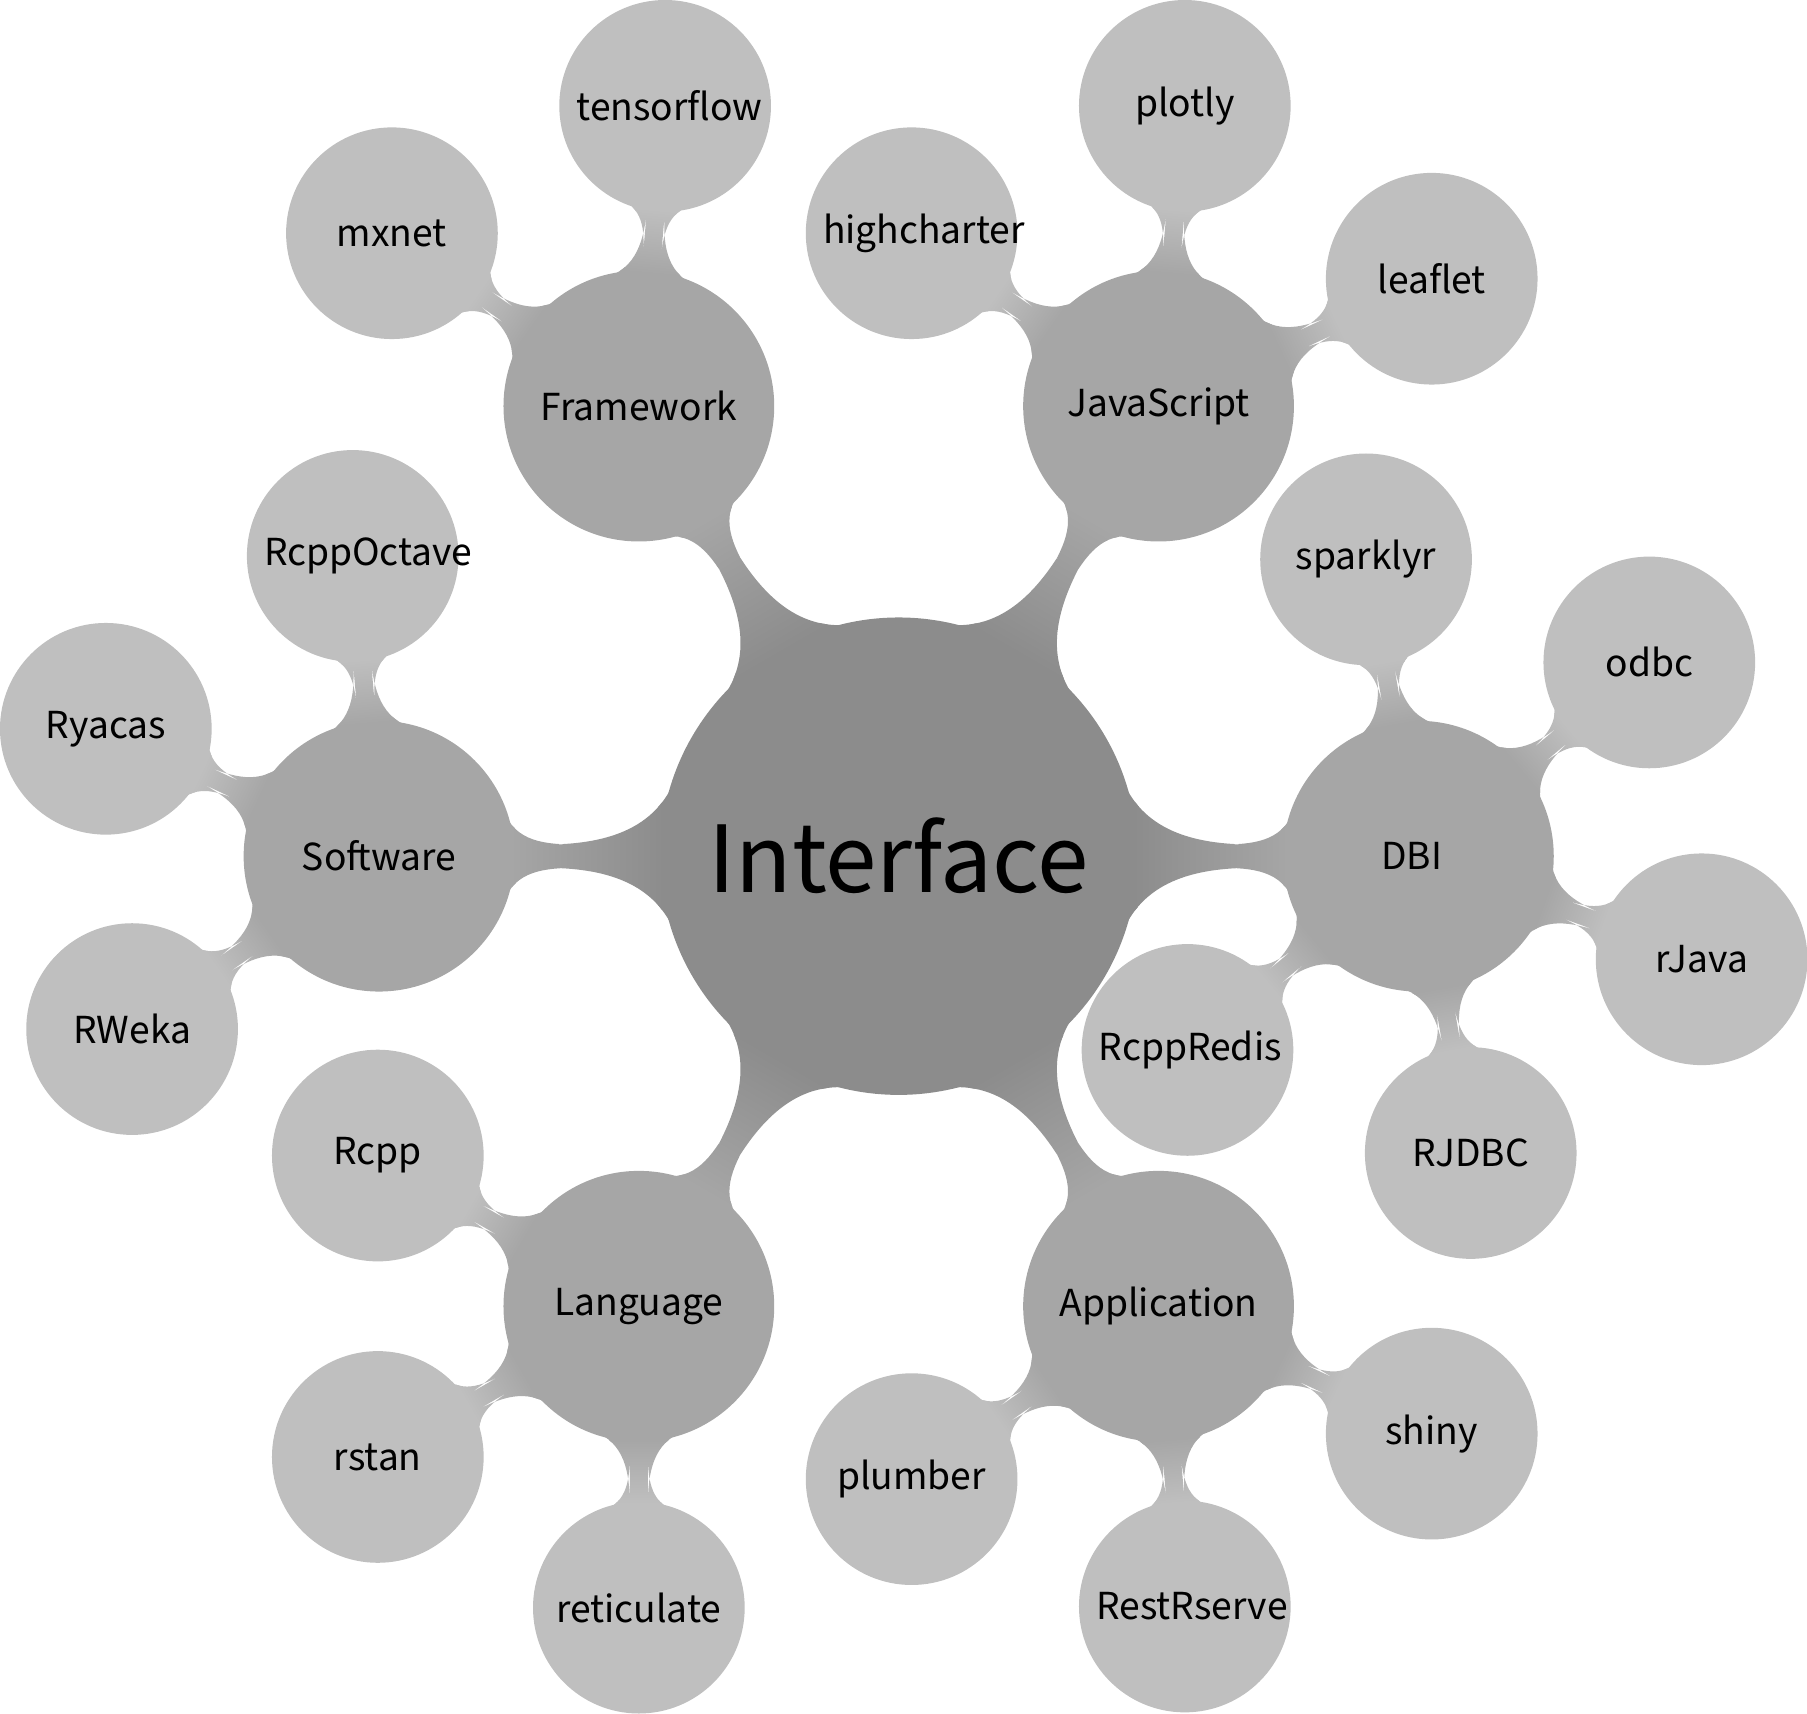 tensorflow
plotly
mxnet
highcharter
leaflet
Framework
JavaScript
RcppOctave
sparklyr
odbc
Ryacas
Software
Interface
DBI
rJava
RWeka
RcppRedis
Rcpp
RJDBC
Language
Application
rstan
plumber
shiny
reticulate
RestRserve